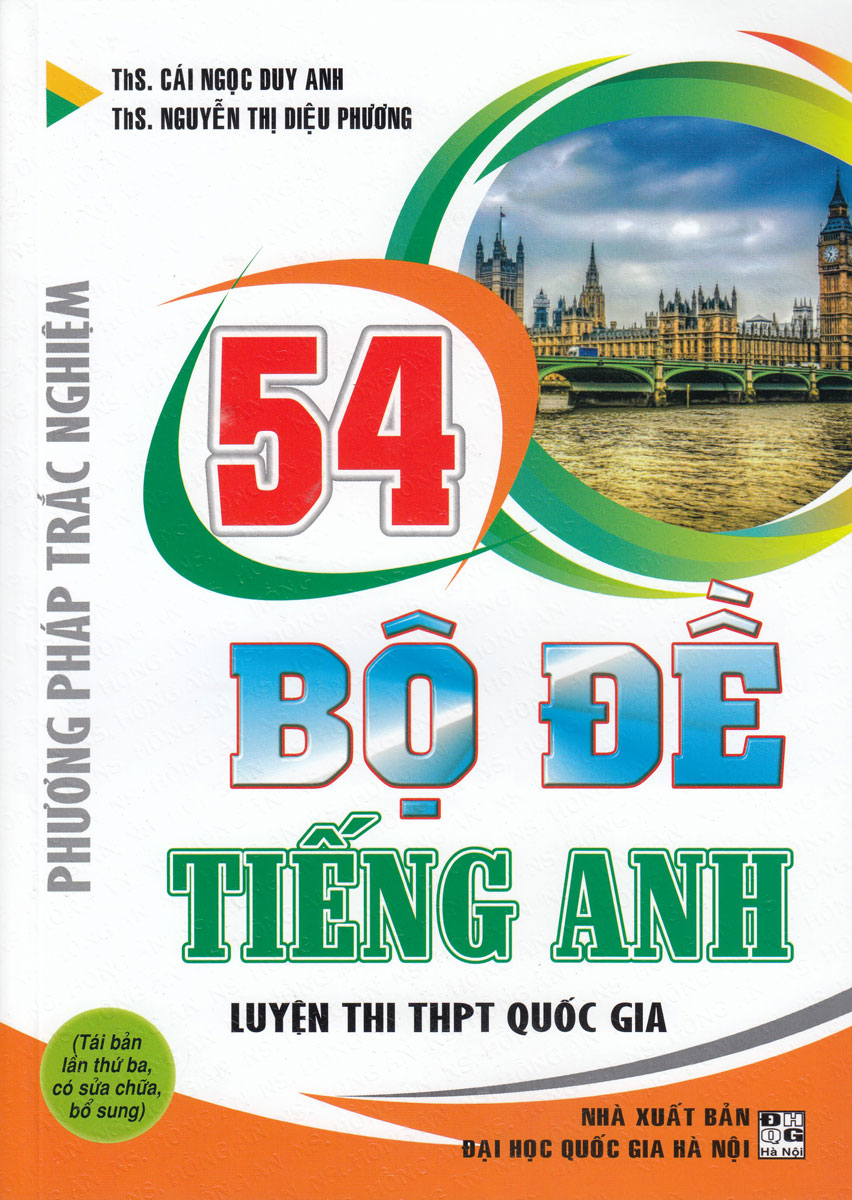 ThS. CÁI NGỌC DUY ANH
ThS. NGUYỄN THỊ DIỆU PHƯƠNG
PHƯƠNG PHÁP TRẮC NGHIỆM
54
BỘ ĐỀ
TIẾNG ANH
LUYỆN THI THPT QUỐC GIA
(Tái bản
lần thứ ba,
có sửa chữa,
bổ sung)
NHÀ XUẤT BẢN
ĐẠI HỌC QUỐC GIA HÀ NỘI
ĐH
QG
Hà Nội